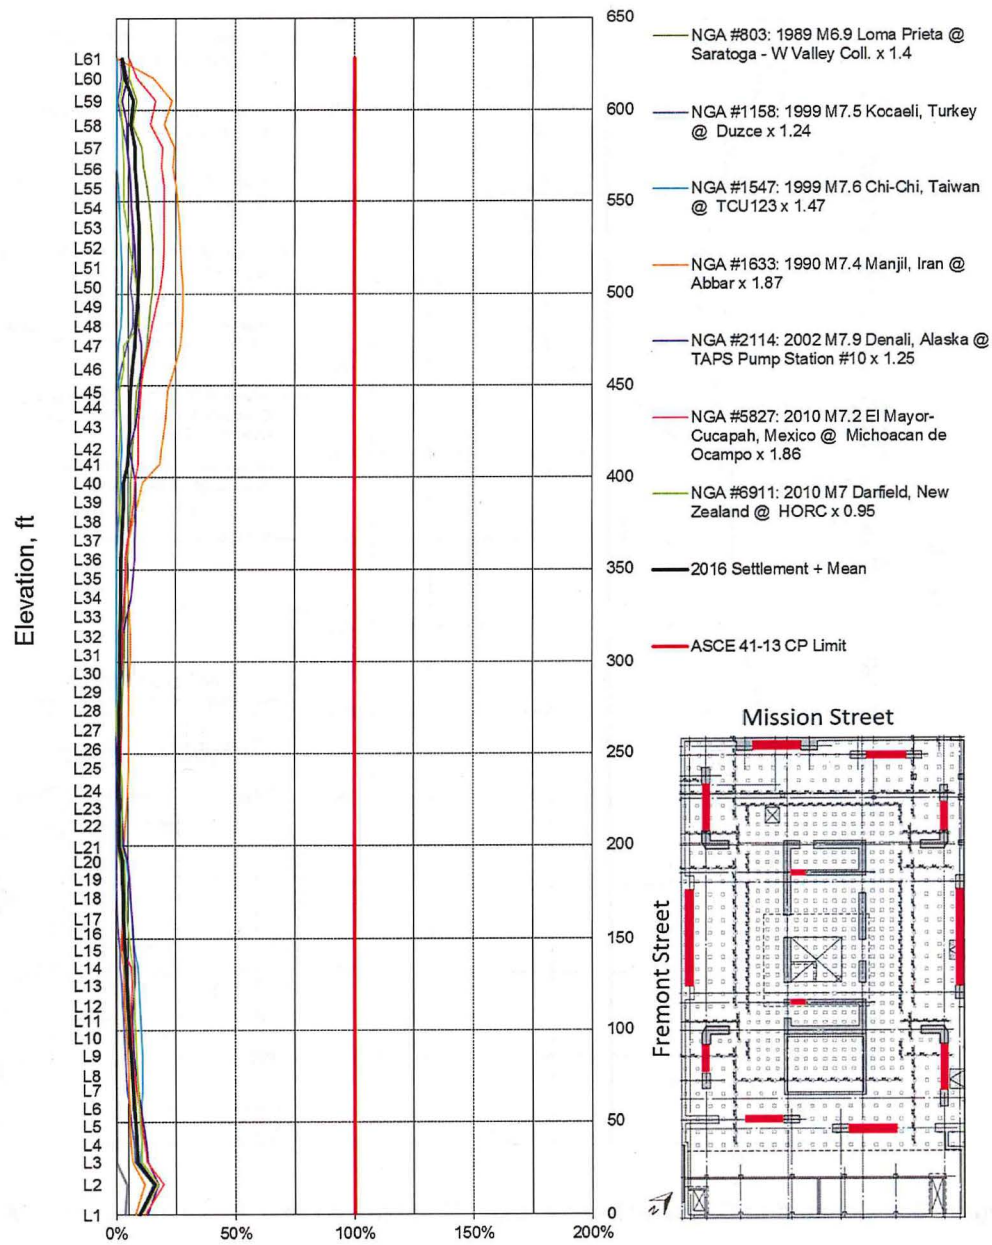 Elevation, ft
L61
L60
L59
L58
L57
L56
L55
L54
L53
L52
L51
L50
L49
L48
L47
L46
L45
L44
L43
L42
L41
L40
L39
L38
L37
L36
L35
L34
L33
L32
L31
L30
L29
L28
L27
L26
L25
L24
L23
L22
L21
L20
L19
L18
L17
L16
L15
L14
L13
L12
L11
L10
L9
L8
L7
L6
L5
L4
L3
L2
L1
0%
50%
100%
150%
200%
650
600
550
500
450
400
350
300
250
200
150
100
50
0
NGA #803: 1989 M6.9 Loma Prieta @
Saratoga - W Valley Coll. x 1.4
NGA #1158: 1999 M7.5 Kocaeli, Turkey
@ Duzce x 1.24
NGA #1547: 1999 M7.6 Chi-Chi, Taiwan
@ TCU123 x 1.47
NGA #1633: 1990 M7.4 Manjil, Iran @
Abbar x 1.87
NGA #2114: 2002 M7.9 Denali, Alaska @
TAPS Pump Station #10 x 1.25
NGA #5827: 2010 M7.2 El Mayor-
Cucapah, Mexico @ Michoacan de
Ocampo x 1.86
NGA #6911: 2010 M7 Darfield, New
Zealand @ HORC x 0.95
2016 Settlement + Mean
ASCE 41-13 CP Limit
Mission Street
Fremont Street